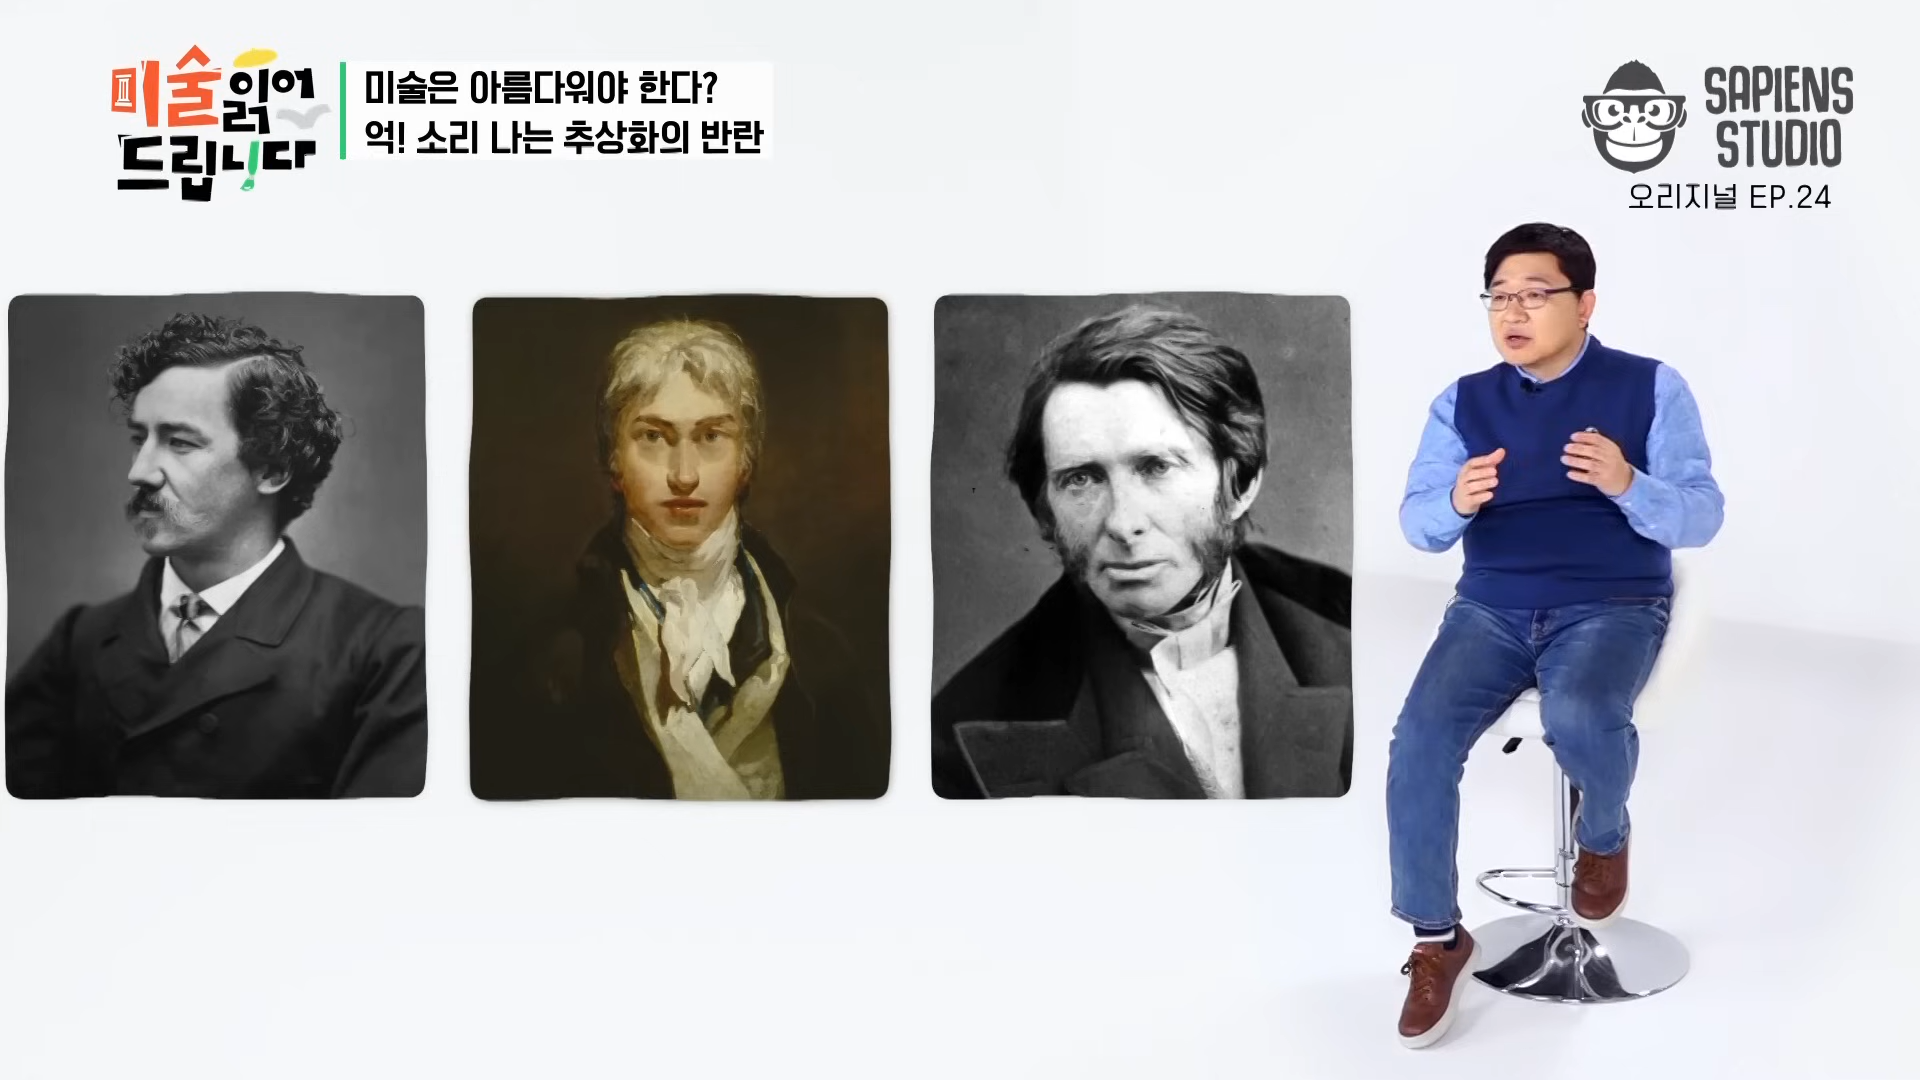 미술읽어
드립니다
미술은 아름다워야 한다?
억! 소리 나는 추상화의 반란
SAPIENS
STUDIO
오리지널 EP.24